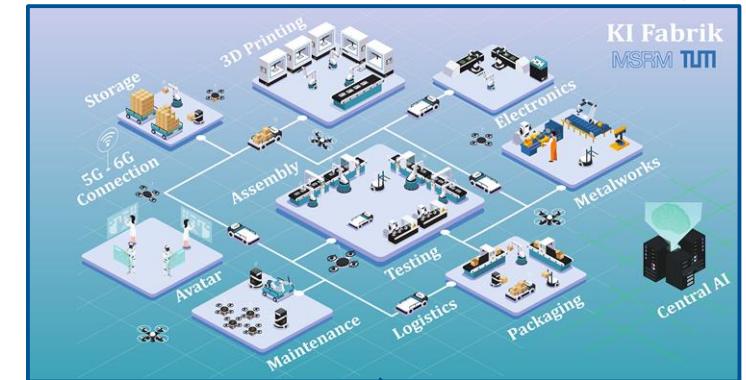 KI Fabrik
MSRM TUM
3D Printing
Storage
Electronics
5G - 6G
Connection
Assembly
Metalworks
Testing
Avatar
Central AI
Packaging
Logistics
Maintenance